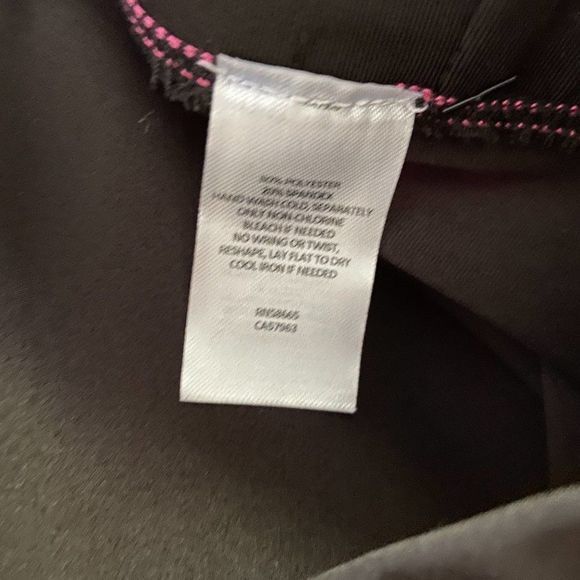 80% POLYESTER
20% SPANDEX
HAND WASH COLD, SEPARATELY
ONLY NON-CHLORINE
BLEACH IF NEEDED
NO WRING OR TWIST,
RESHAPE, LAY FLAT TO DRY
COOL IRON IF NEEDED
RN58665
CA57963